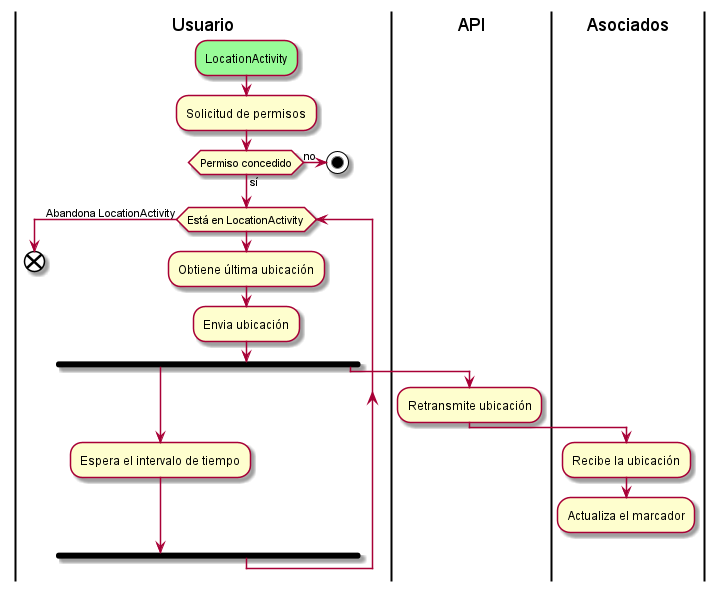 Usuario
API
Asociados
LocationActivity
Solicitud de permisos
Permiso concedido
no
sí
Abandona LocationActivity
Está en LocationActivity
Obtiene última ubicación
Envia ubicación
Retransmite ubicación
Espera el intervalo de tiempo
Recibe la ubicación
Actualiza el marcador